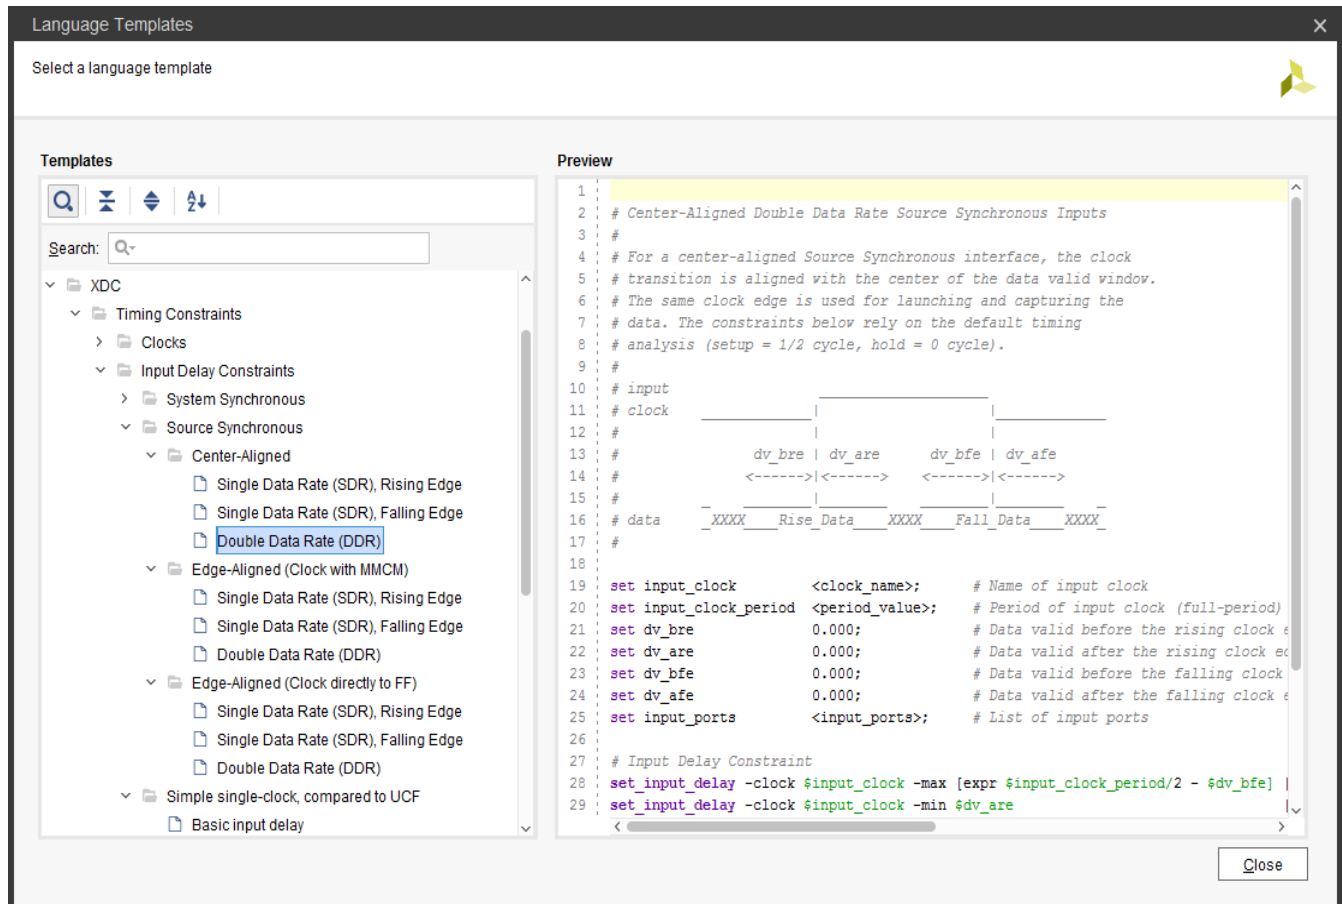 Language Templates
Select a language template
Templates
Search:
XDC
Timing Constraints
Clocks
Input Delay Constraints
System Synchronous
Source Synchronous
Center-Aligned
Single Data Rate (SDR), Rising Edge
Single Data Rate (SDR), Falling Edge
Double Data Rate (DDR)
Edge-Aligned (Clock with MMCM)
Single Data Rate (SDR), Rising Edge
Single Data Rate (SDR), Falling Edge
Double Data Rate (DDR)
Edge-Aligned (Clock directly to FF)
Single Data Rate (SDR), Rising Edge
Single Data Rate (SDR), Falling Edge
Double Data Rate (DDR)
Simple single-clock, compared to UCF
Basic input delay
Preview
1
2 # Center-Aligned Double Data Rate Source Synchronous Inputs
3 #
4 # For a center-aligned Source Synchronous interface, the clock
5 # transition is aligned with the center of the data valid window.
6 # The same clock edge is used for launching and capturing the
7 # data. The constraints below rely on the default timing
8 # analysis (setup = 1/2 cycle, hold = 0 cycle).
9 #
10 # input                    ____________________
11 # clock    _____________|                    |_____________
12 #                       |                    |
13 #               dv_bre | dv_are      dv_bfe | dv_afe
14 #              <------>|<------>    <------>|<------>
15 #          _    ________|________    ________|________    _
16 # data    _XXXX____Rise_Data____XXXX____Fall_Data____XXXX_
17 #
18
19 set input_clock         <clock_name>;      # Name of input clock
20 set input_clock_period  <period_value>;    # Period of input clock (full-period)
21 set dv_bre              0.000;             # Data valid before the rising clock e
22 set dv_are              0.000;             # Data valid after the rising clock ed
23 set dv_bfe              0.000;             # Data valid before the falling clock
24 set dv_afe              0.000;             # Data valid after the falling clock e
25 set input_ports         <input_ports>;     # List of input ports
26
27 # Input Delay Constraint
28 set_input_delay -clock $input_clock -max [expr $input_clock_period/2 - $dv_bfe] [
29 set_input_delay -clock $input_clock -min $dv_are
Close